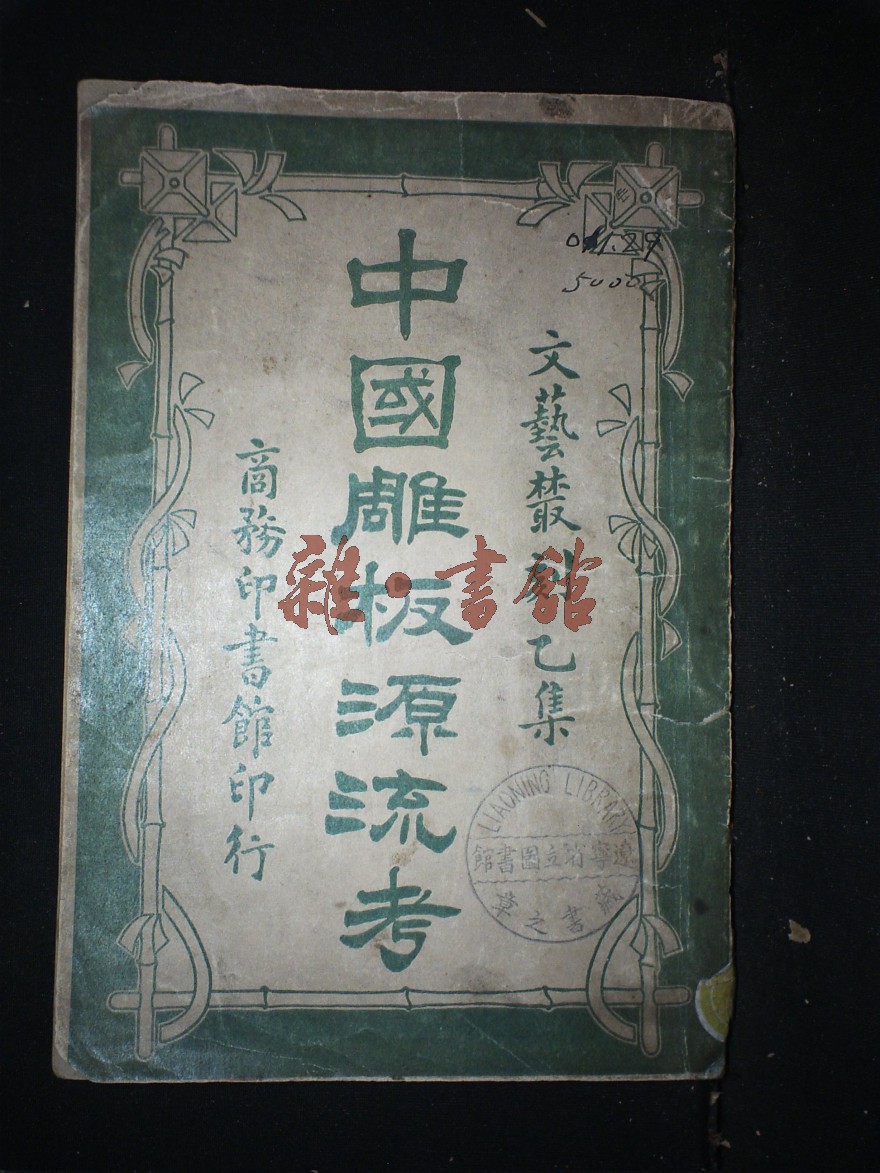 文藝叢刻乙集
中國雕板源流考
商務印書館印行
雜·書館
LIAONING LIBRARY
館書圖立省寧遼
藏書之章
5000